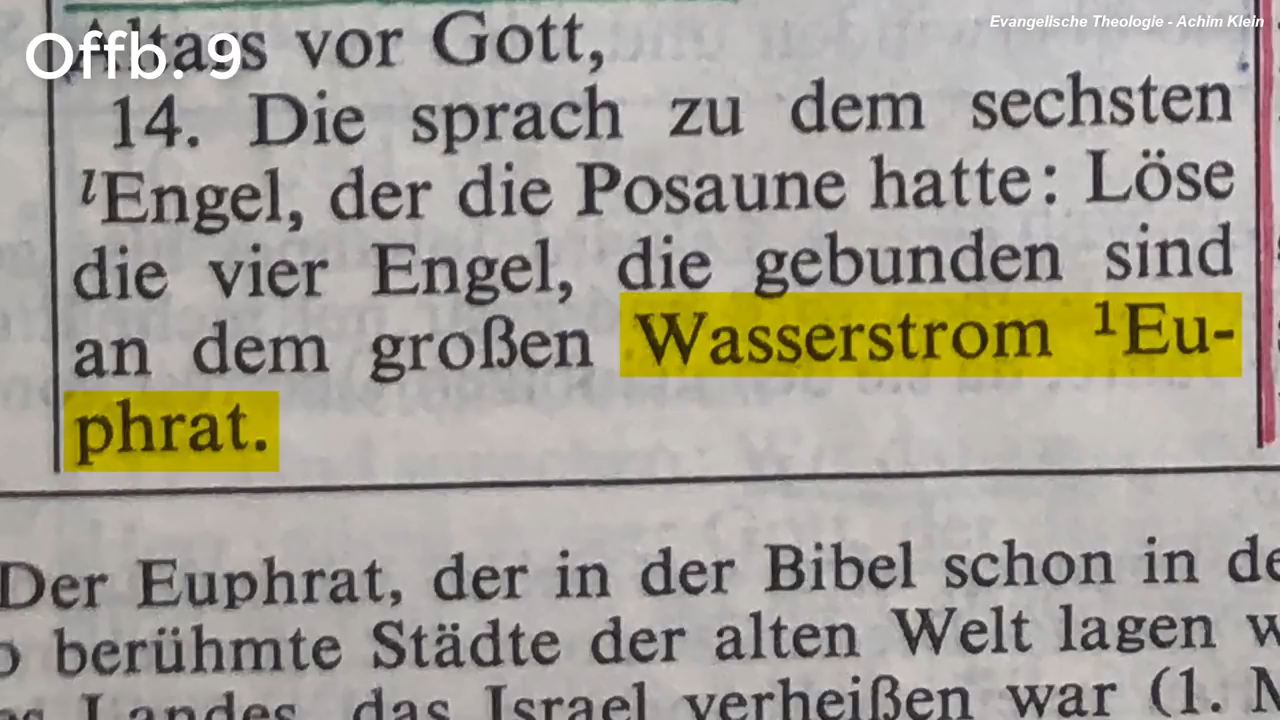 Evangelische Theologie - Achim Klein
Offb. 9
Altars vor Gott,
14. Die sprach zu dem sechsten
lEngel, der die Posaune hatte: Löse
die vier Engel, die gebunden sind
an dem großen Wasserstrom ¹Eu-
phrat.
Der Euphrat, der in der Bibel schon in
berühmte Städte der alten Welt lagen
Landes, das Israel verheißen war (1.